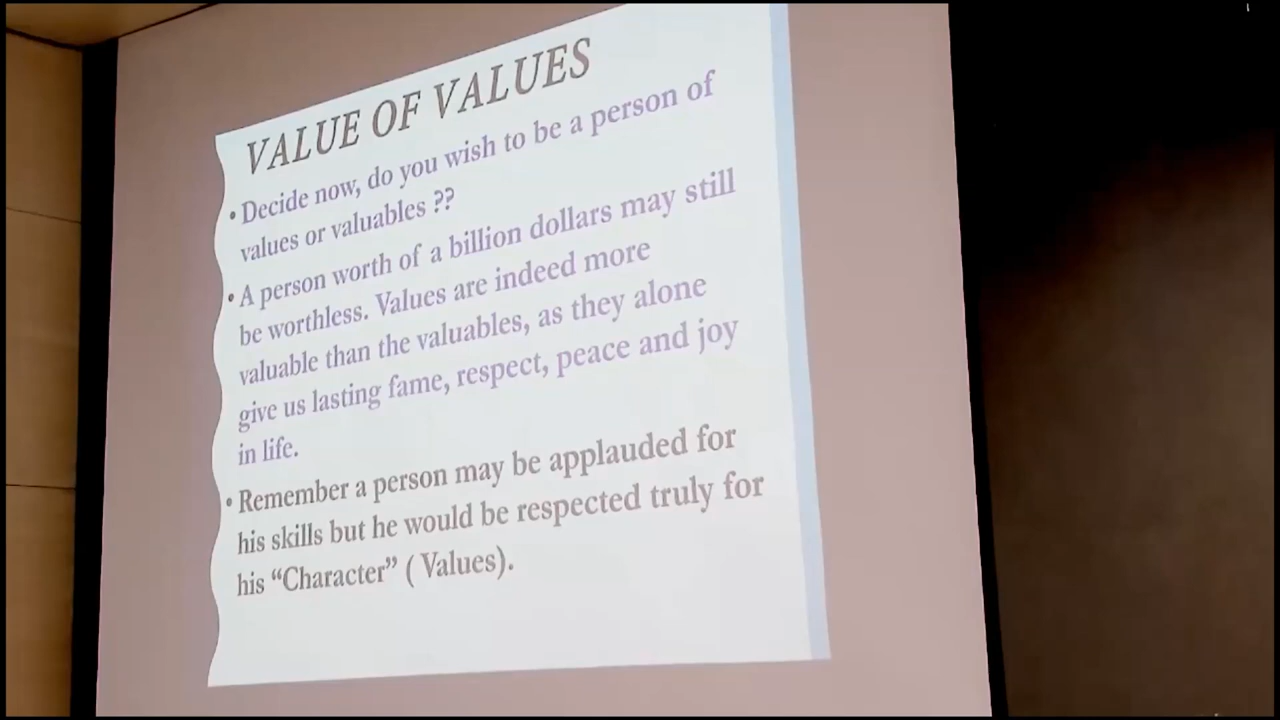 VALUE OF VALUES
• Decide now, do you wish to be a person of
values or valuables ??
• A person worth of a billion dollars may still
be worthless. Values are indeed more
valuable than the valuables, as they alone
give us lasting fame, respect, peace and joy
in life.
• Remember a person may be applauded for
his skills but he would be respected truly for
his “Character” ( Values).